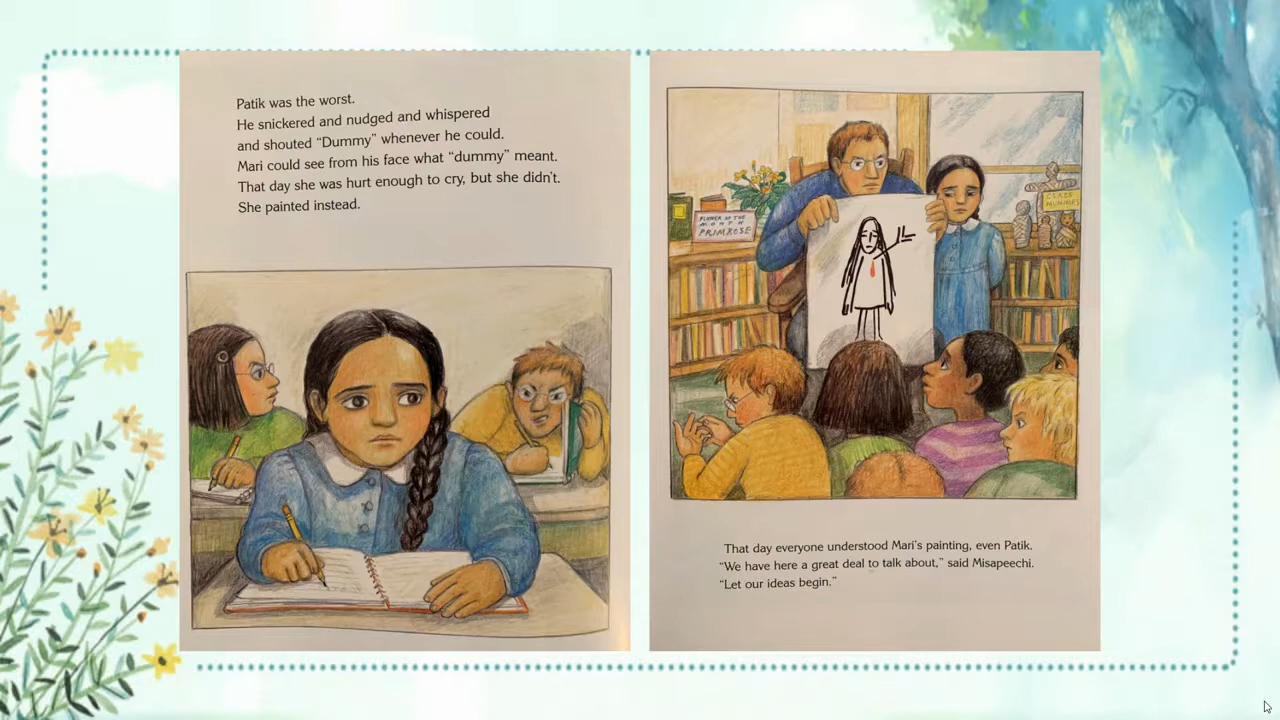 Patik was the worst.
He snickered and nudged and whispered
and shouted “Dummy” whenever he could.
Mari could see from his face what “dummy” meant.
That day she was hurt enough to cry, but she didn't.
She painted instead.
FLOWER OF THE
MONTH
PRIMROSE
CLASS
MUMMIES
That day everyone understood Mari's painting, even Patik.
“We have here a great deal to talk about,” said Misapeechi.
“Let our ideas begin.”